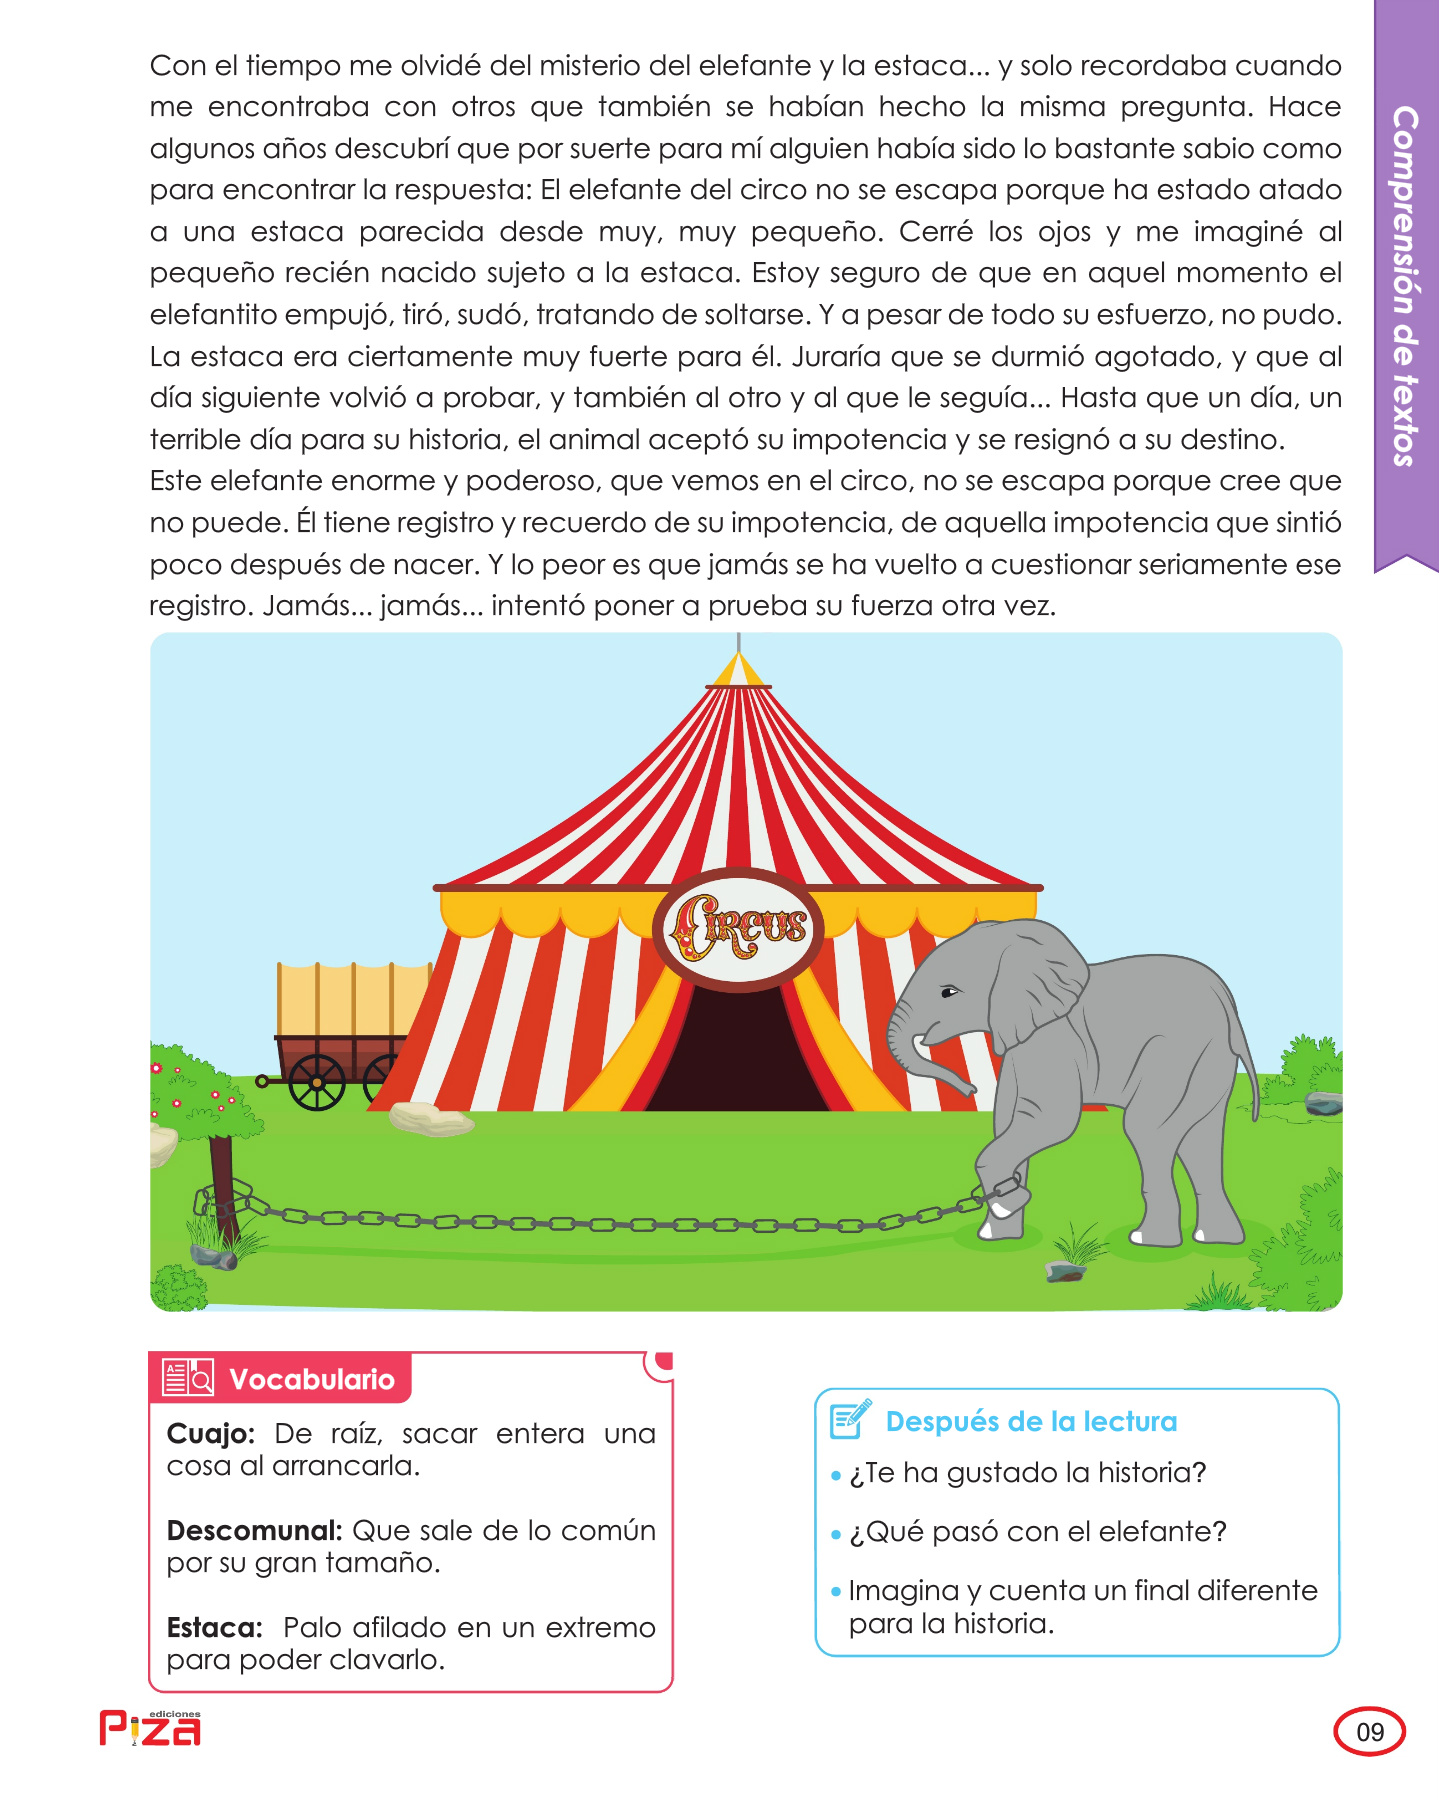 Con el tiempo me olvidé del misterio del elefante y la estaca... y solo recordaba cuando
me encontraba con otros que también se habían hecho la misma pregunta. Hace
algunos años descubrí que por suerte para mí alguien había sido lo bastante sabio como
para encontrar la respuesta: El elefante del circo no se escapa porque ha estado atado
a una estaca parecida desde muy, muy pequeño. Cerré los ojos y me imaginé al
pequeño recién nacido sujeto a la estaca. Estoy seguro de que en aquel momento el
elefantito empujó, tiró, sudó, tratando de soltarse. Y a pesar de todo su esfuerzo, no pudo.
La estaca era ciertamente muy fuerte para él. Juraría que se durmió agotado, y que al
día siguiente volvió a probar, y también al otro y al que le seguía... Hasta que un día, un
terrible día para su historia, el animal aceptó su impotencia y se resignó a su destino.
Este elefante enorme y poderoso, que vemos en el circo, no se escapa porque cree que
no puede. Él tiene registro y recuerdo de su impotencia, de aquella impotencia que sintió
poco después de nacer. Y lo peor es que jamás se ha vuelto a cuestionar seriamente ese
registro. Jamás... jamás... intentó poner a prueba su fuerza otra vez.
Comprensión de textos
CIRCUS
Vocabulario
Cuajo: De raíz, sacar entera una
cosa al arrancarla.
Descomunal: Que sale de lo común
por su gran tamaño.
Estaca: Palo afilado en un extremo
para poder clavarlo.
Después de la lectura
• ¿Te ha gustado la historia?
• ¿Qué pasó con el elefante?
• Imagina y cuenta un final diferente
para la historia.
ediciones
Piza
09